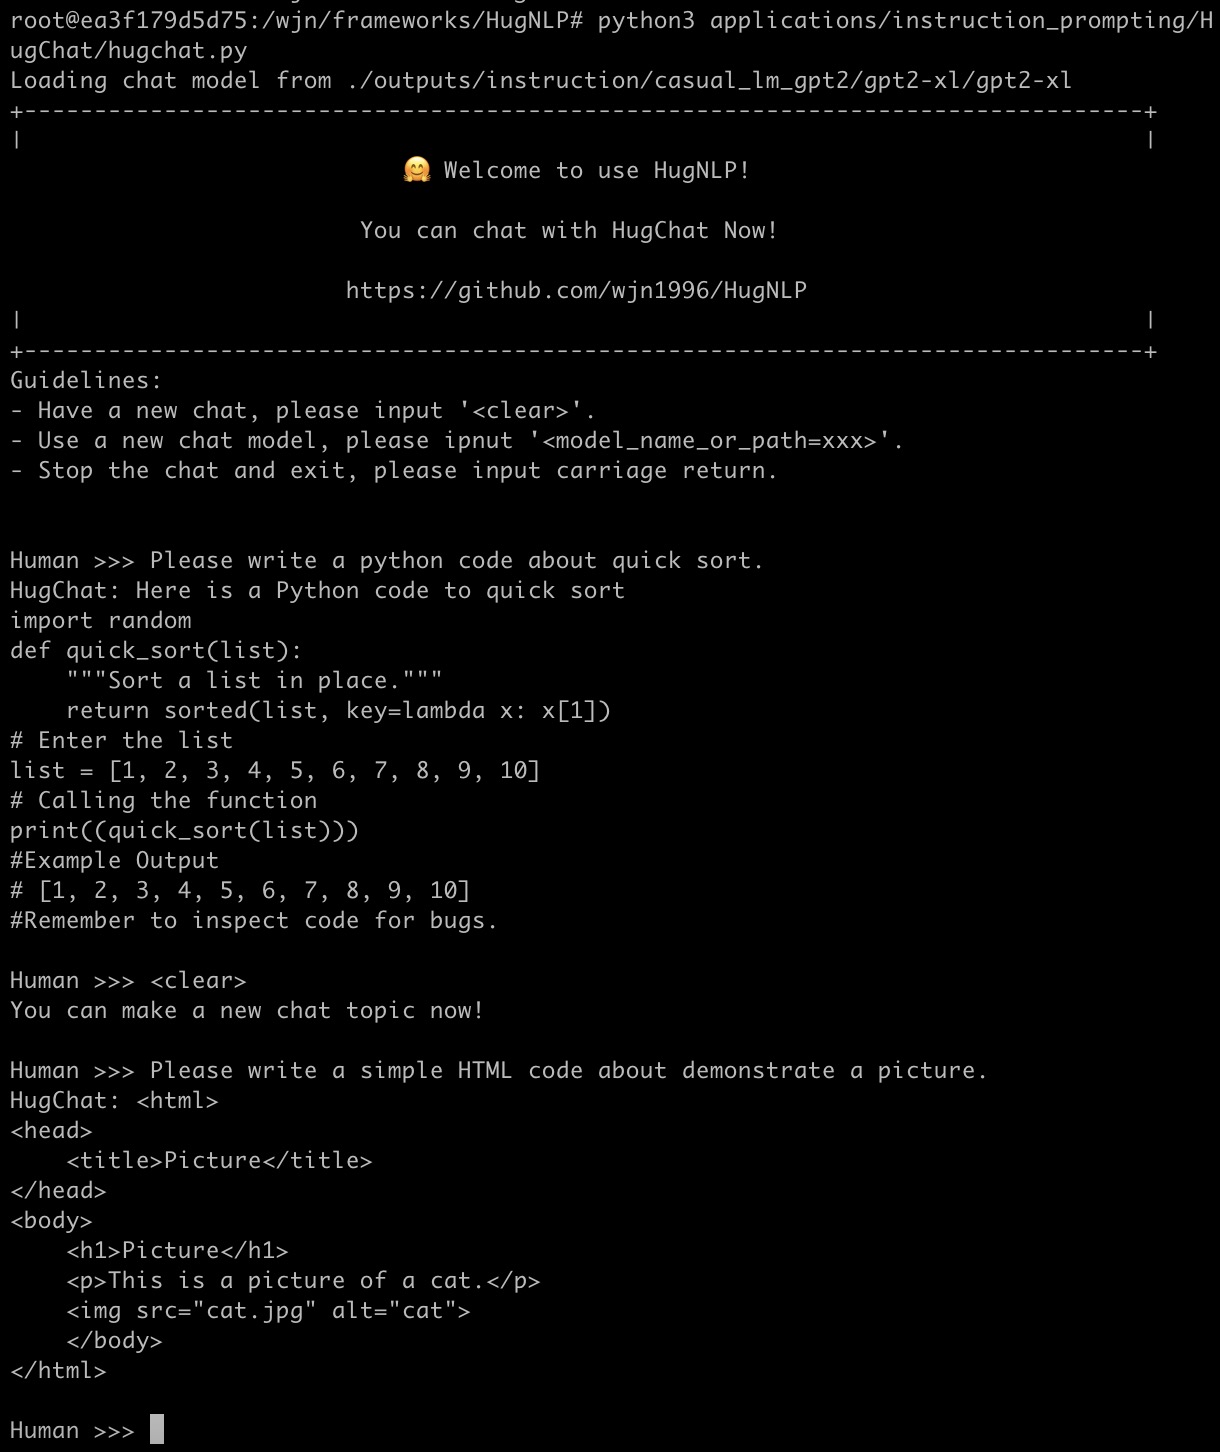 root@ea3f179d5d75:/wjn/frameworks/HugNLP# python3 applications/instruction_prompting/H
ugChat/hugchat.py
Loading chat model from ./outputs/instruction/casual_lm_gpt2/gpt2-xl/gpt2-xl
+--------------------------------------------------------------------------------+
|                                                                                |
🤗 Welcome to use HugNLP!
You can chat with HugChat Now!
https://github.com/wjn1996/HugNLP
|                                                                                |
+--------------------------------------------------------------------------------+
Guidelines:
- Have a new chat, please input '<clear>'.
- Use a new chat model, please ipnut '<model_name_or_path=xxx>'.
- Stop the chat and exit, please input carriage return.
Human >>> Please write a python code about quick sort.
HugChat: Here is a Python code to quick sort
import random
def quick_sort(list):
    """Sort a list in place."""
    return sorted(list, key=lambda x: x[1])
# Enter the list
list = [1, 2, 3, 4, 5, 6, 7, 8, 9, 10]
# Calling the function
print((quick_sort(list)))
#Example Output
# [1, 2, 3, 4, 5, 6, 7, 8, 9, 10]
#Remember to inspect code for bugs.
Human >>> <clear>
You can make a new chat topic now!
Human >>> Please write a simple HTML code about demonstrate a picture.
HugChat: <html>
<head>
    <title>Picture</title>
</head>
<body>
    <h1>Picture</h1>
    <p>This is a picture of a cat.</p>
    <img src="cat.jpg" alt="cat">
    </body>
</html>
Human >>>